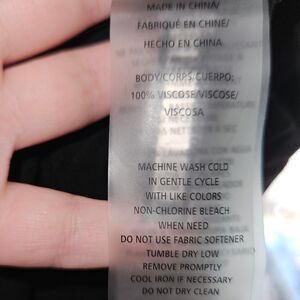 MADE IN CHINA/
FABRIQUÉ EN CHINE/
HECHO EN CHINA
BODY/CORPS/CUERPO:
100% VISCOSE/VISCOSE/
VISCOSA
MACHINE WASH COLD
IN GENTLE CYCLE
WITH LIKE COLORS
NON-CHLORINE BLEACH
WHEN NEED
DO NOT USE FABRIC SOFTENER
TUMBLE DRY LOW
REMOVE PROMPTLY
COOL IRON IF NECESSARY
DO NOT DRY CLEAN